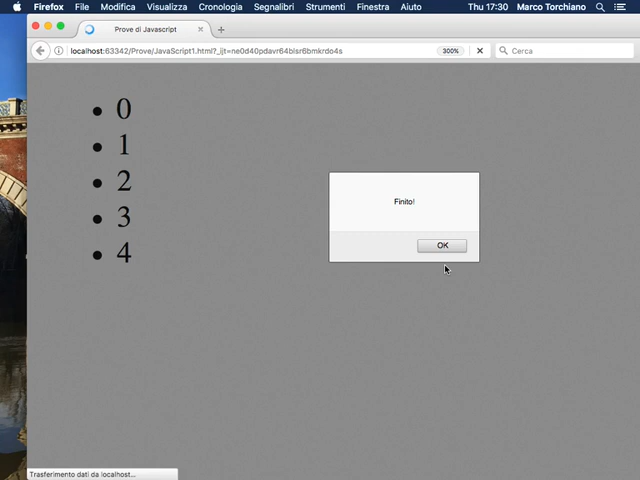 Firefox File Modifica Visualizza Cronologia Segnalibri Strumenti Finestra Aiuto Thu 17:30 Marco Torchiano
Prove di Javascript
localhost:63342/Prove/JavaScript1.html?_ijt=ne0d40pdavr64blsr6bmkrdo4s 300% Cerca
0
1
2
3
4
Finito!
OK
Trasferimento dati da localhost...